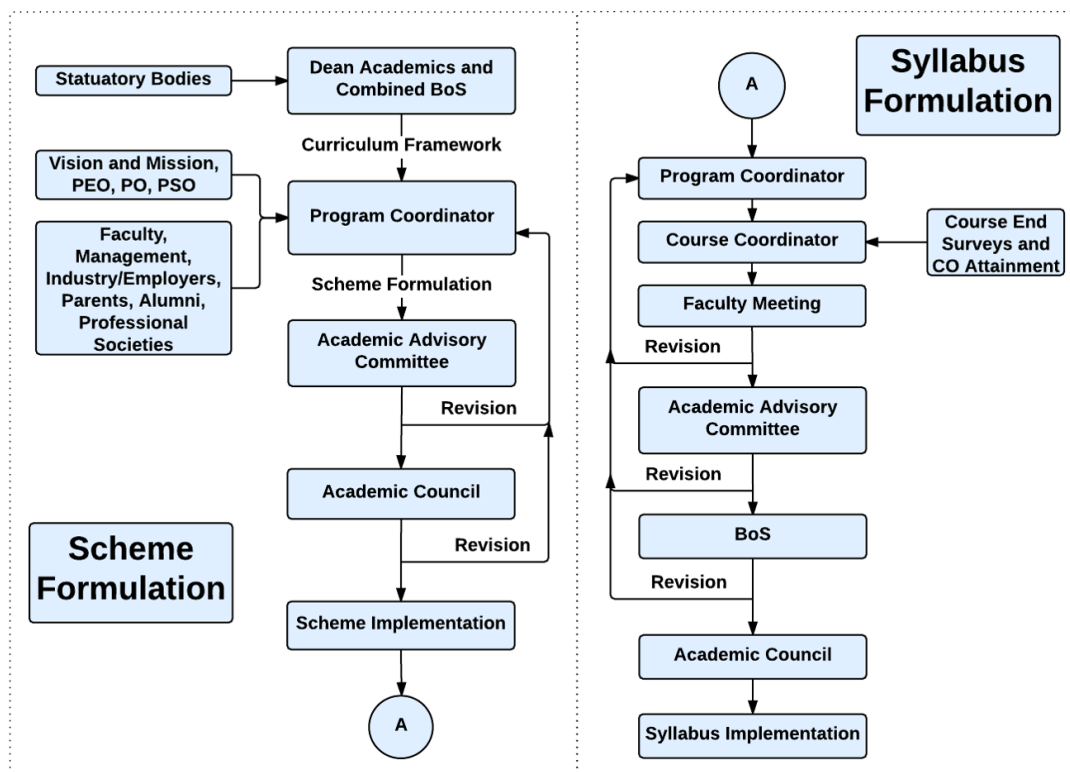 Statuatory Bodies
Dean Academics and
Combined BoS
Curriculum Framework
Vision and Mission,
PEO, PO, PSO
Program Coordinator
Faculty,
Management,
Industry/Employers,
Parents, Alumni,
Professional
Societies
Scheme Formulation
Academic Advisory
Committee
Revision
Academic Council
Revision
Scheme
Formulation
Scheme Implementation
A
Syllabus
Formulation
A
Program Coordinator
Course Coordinator
Course End
Surveys and
CO Attainment
Faculty Meeting
Revision
Academic Advisory
Committee
Revision
BoS
Revision
Academic Council
Syllabus Implementation